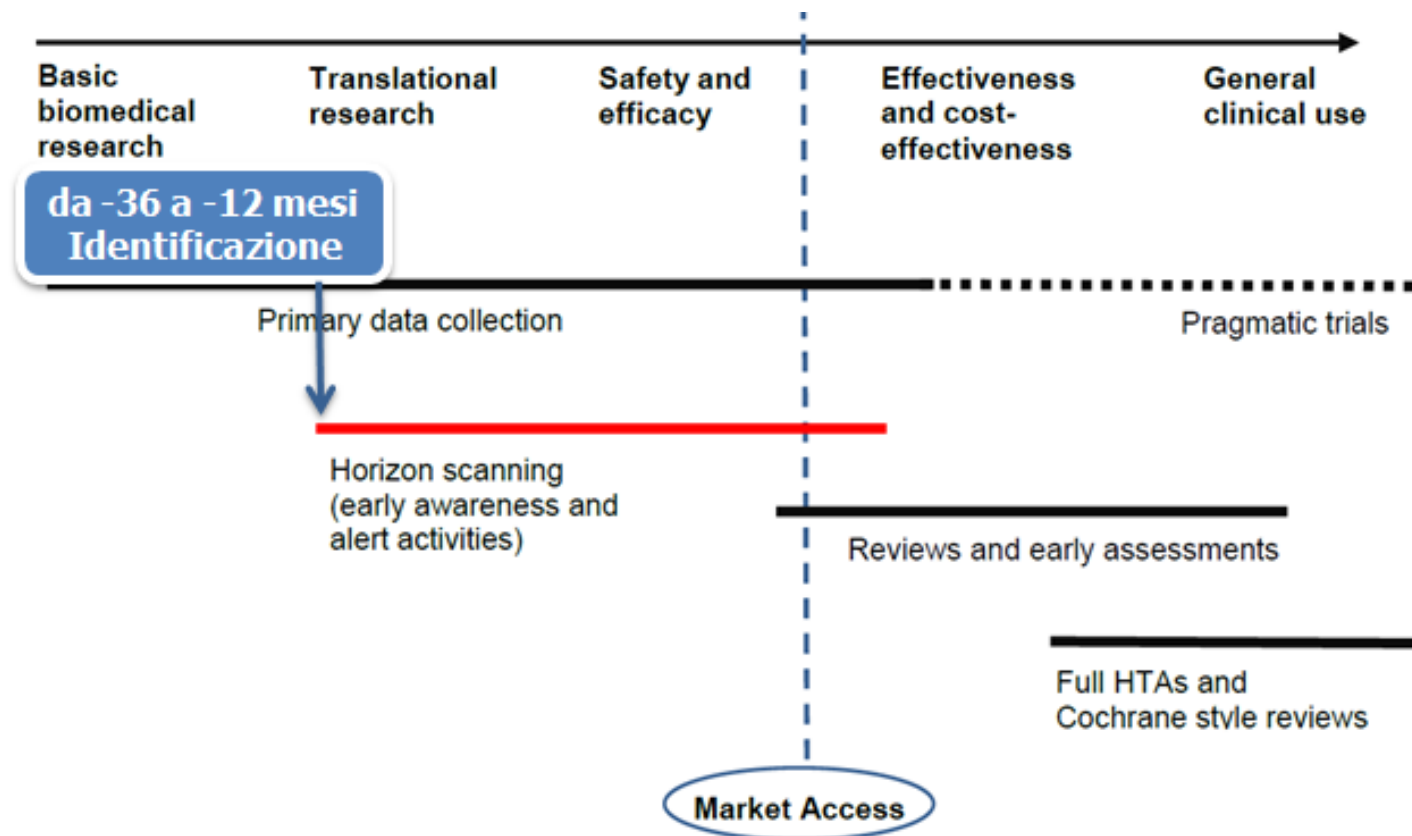 Basic
biomedical
research
Translational
research
Safety and
efficacy
Effectiveness
and cost-
effectiveness
General
clinical use
da -36 a -12 mesi
Identificazione
Primary data collection
Pragmatic trials
Horizon scanning
(early awareness and
alert activities)
Reviews and early assessments
Full HTAs and
Cochrane style reviews
Market Access